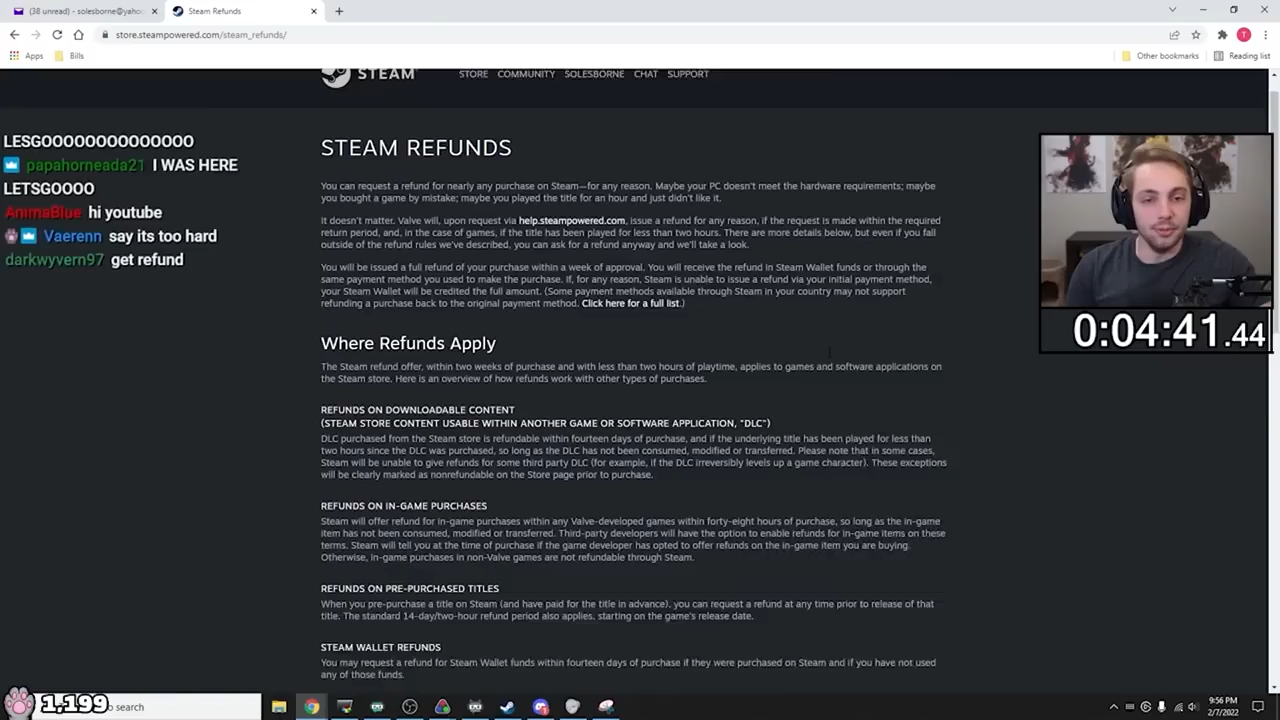 (38 unread) - solesborne@yahoo
Steam Refunds
store.steampowered.com/steam_refunds/
Apps
Bills
Other bookmarks
Reading list
T
STEAM
STORE COMMUNITY SOLESBORNE CHAT SUPPORT
LESGOOOOOOOOOOOOOO
papahorneada21 I WAS HERE
LETSGOOOO
AnimaBlue hi youtube
Vaerenn say its too hard
darkwyvern97 get refund
STEAM REFUNDS
You can request a refund for nearly any purchase on Steam—for any reason. Maybe your PC doesn't meet the hardware requirements; maybe
you bought a game by mistake; maybe you played the title for an hour and just didn't like it.
It doesn't matter. Valve will, upon request via help.steampowered.com, issue a refund for any reason, if the request is made within the required
return period, and, in the case of games, if the title has been played for less than two hours. There are more details below, but even if you fall
outside of the refund rules we've described, you can ask for a refund anyway and we'll take a look.
You will be issued a full refund of your purchase within a week of approval. You will receive the refund in Steam Wallet funds or through the
same payment method you used to make the purchase. If, for any reason, Steam is unable to issue a refund via your initial payment method,
your Steam Wallet will be credited the full amount. (Some payment methods available through Steam in your country may not support
refunding a purchase back to the original payment method. Click here for a full list.)
0:04:41.44
Where Refunds Apply
The Steam refund offer, within two weeks of purchase and with less than two hours of playtime, applies to games and software applications on
the Steam store. Here is an overview of how refunds work with other types of purchases.
REFUNDS ON DOWNLOADABLE CONTENT
(STEAM STORE CONTENT USABLE WITHIN ANOTHER GAME OR SOFTWARE APPLICATION, "DLC")
DLC purchased from the Steam store is refundable within fourteen days of purchase, and if the underlying title has been played for less than
two hours since the DLC was purchased, so long as the DLC has not been consumed, modified or transferred. Please note that in some cases,
Steam will be unable to give refunds for some third party DLC (for example, if the DLC irreversibly levels up a game character). These exceptions
will be clearly marked as nonrefundable on the Store page prior to purchase.
REFUNDS ON IN-GAME PURCHASES
Steam will offer refund for in-game purchases within any Valve-developed games within forty-eight hours of purchase, so long as the in-game
item has not been consumed, modified or transferred. Third-party developers will have the option to enable refunds for in-game items on these
terms. Steam will tell you at the time of purchase if the game developer has opted to offer refunds on the in-game item you are buying.
Otherwise, in-game purchases in non-Valve games are not refundable through Steam.
REFUNDS ON PRE-PURCHASED TITLES
When you pre-purchase a title on Steam (and have paid for the title in advance), you can request a refund at any time prior to release of that
title. The standard 14-day/two-hour refund period also applies, starting on the game's release date.
STEAM WALLET REFUNDS
You may request a refund for Steam Wallet funds within fourteen days of purchase if they were purchased on Steam and if you have not used
any of those funds.
1,199
to search
9:56 PM
2/7/2022